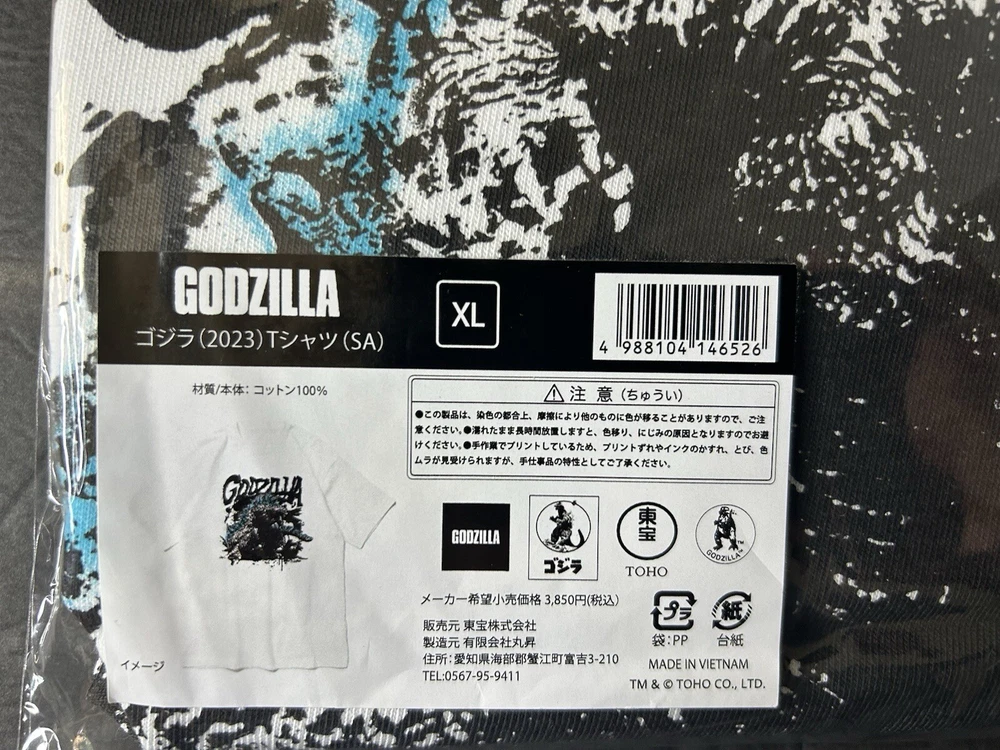 GODZILLA
ゴジラ(2023)Tシャツ(SA)
XL
4 988104 146526
材質/本体: コットン100%
GODZILLA
イメージ
⚠ 注意(ちゅうい)
●この製品は、染色の都合上、摩擦により他のものに色が移ることがありますので、ご注
意ください。●濡れたまま長時間放置しますと、色移り、にじみの原因となりますのでお避
けください。●手作業でプリントしているため、プリントずれやインクのかすれ、とび、色
ムラが見受けられますが、手仕事品の特性としてご了承ください。
GODZILLA
ゴジラ
東宝
TOHO
GODZILLA
TM
メーカー希望小売価格 3,850円(税込)
販売元 東宝株式会社
製造元 有限会社丸昇
住所:愛知県海部郡蟹江町富吉3-210
TEL:0567-95-9411
プラ
袋:PP
紙
台紙
MADE IN VIETNAM
TM & © TOHO CO., LTD.